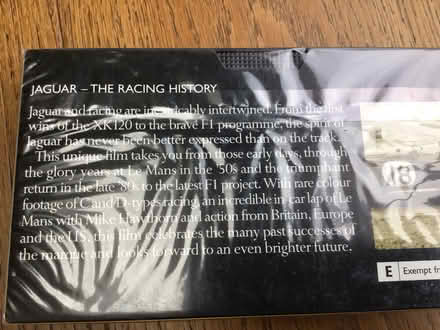 JAGUAR – THE RACING HISTORY
Jaguar and racing are inextricably intertwined. From the first
wins of the XK120 to the brave F1 programme, the spirit of
Jaguar has never been better expressed than on the track.
This unique film takes you from those early days, through
the glory years at Le Mans in the '50s and the triumphant
return in the late '80s to the latest F1 project. With rare colour
footage of C and D-types racing, an incredible in-car lap of Le
Mans with Mike Hawthorn and action from Britain, Europe
and the US, this film celebrates the many past successes of
the marque and looks forward to an even brighter future.
18
E Exempt fr